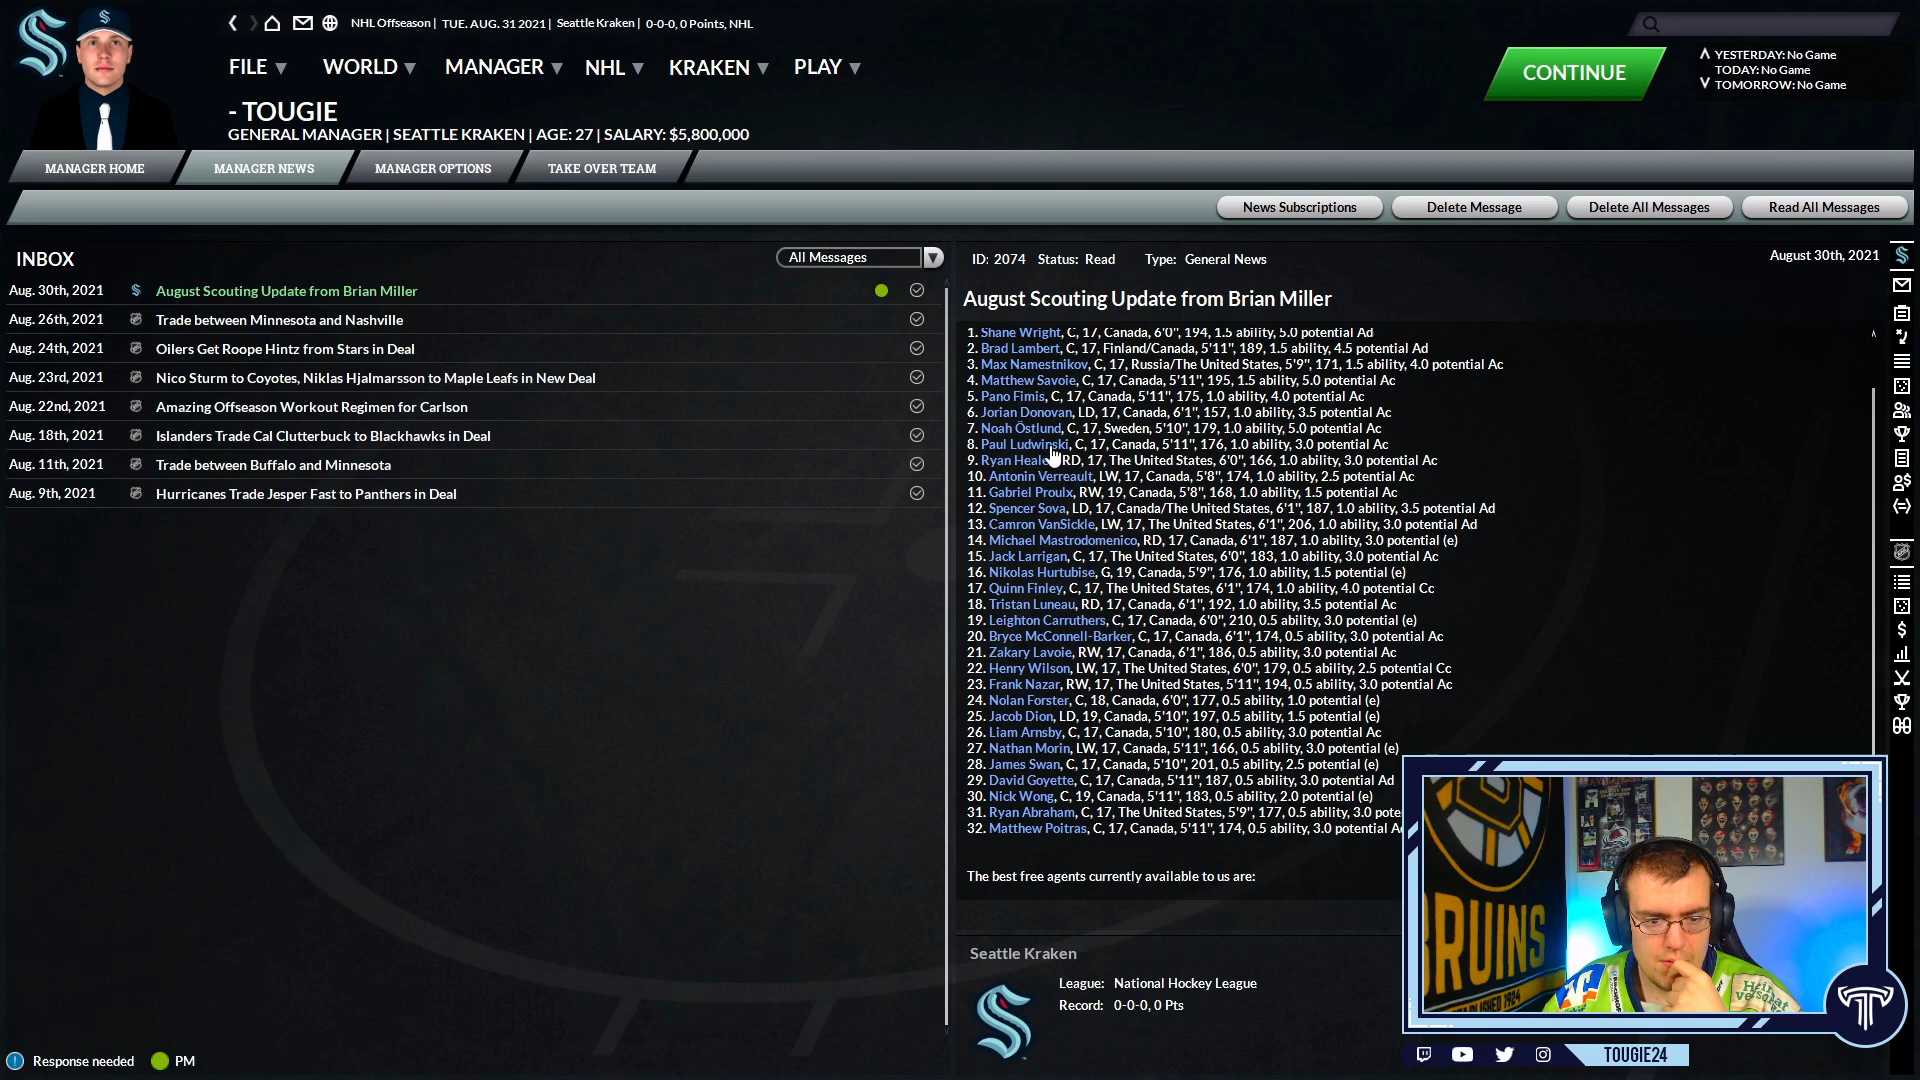 NHL Offseason | TUE. AUG. 31 2021 | Seattle Kraken | 0-0-0, 0 Points, NHL
FILE WORLD MANAGER NHL KRAKEN PLAY
CONTINUE
YESTERDAY: No Game
TODAY: No Game
TOMORROW: No Game
- TOUGIE
GENERAL MANAGER | SEATTLE KRAKEN | AGE: 27 | SALARY: $5,800,000
MANAGER HOME MANAGER NEWS MANAGER OPTIONS TAKE OVER TEAM
News Subscriptions Delete Message Delete All Messages Read All Messages
INBOX All Messages
Aug. 30th, 2021 August Scouting Update from Brian Miller
Aug. 26th, 2021 Trade between Minnesota and Nashville
Aug. 24th, 2021 Oilers Get Roope Hintz from Stars in Deal
Aug. 23rd, 2021 Nico Sturm to Coyotes, Niklas Hjalmarsson to Maple Leafs in New Deal
Aug. 22nd, 2021 Amazing Offseason Workout Regimen for Carlson
Aug. 18th, 2021 Islanders Trade Cal Clutterbuck to Blackhawks in Deal
Aug. 11th, 2021 Trade between Buffalo and Minnesota
Aug. 9th, 2021 Hurricanes Trade Jesper Fast to Panthers in Deal
Response needed PM
ID: 2074 Status: Read Type: General News August 30th, 2021
August Scouting Update from Brian Miller
1. Shane Wright, C, 17, Canada, 6'0", 194, 1.5 ability, 5.0 potential Ad
2. Brad Lambert, C, 17, Finland/Canada, 5'11", 189, 1.5 ability, 4.5 potential Ad
3. Max Namestnikov, C, 17, Russia/The United States, 5'9", 171, 1.5 ability, 4.0 potential Ac
4. Matthew Savoie, C, 17, Canada, 5'11", 195, 1.5 ability, 5.0 potential Ac
5. Pano Fimis, C, 17, Canada, 5'11", 175, 1.0 ability, 4.0 potential Ac
6. Jorian Donovan, LD, 17, Canada, 6'1", 157, 1.0 ability, 3.5 potential Ac
7. Noah Östlund, C, 17, Sweden, 5'10", 179, 1.0 ability, 5.0 potential Ac
8. Paul Ludwinski, C, 17, Canada, 5'11", 176, 1.0 ability, 3.0 potential Ac
9. Ryan Heale RD, 17, The United States, 6'0", 166, 1.0 ability, 3.0 potential Ac
10. Antonin Verreault, LW, 17, Canada, 5'8", 174, 1.0 ability, 2.5 potential Ac
11. Gabriel Proulx, RW, 19, Canada, 5'8", 168, 1.0 ability, 1.5 potential Ac
12. Spencer Sova, LD, 17, Canada/The United States, 6'1", 187, 1.0 ability, 3.5 potential Ad
13. Camron VanSickle, LW, 17, The United States, 6'1", 206, 1.0 ability, 3.0 potential Ad
14. Michael Mastrodomenico, RD, 17, Canada, 6'1", 187, 1.0 ability, 3.0 potential (e)
15. Jack Larrigan, C, 17, The United States, 6'0", 183, 1.0 ability, 3.0 potential Ac
16. Nikolas Hurtubise, G, 19, Canada, 5'9", 176, 1.0 ability, 1.5 potential (e)
17. Quinn Finley, C, 17, The United States, 6'1", 174, 1.0 ability, 4.0 potential Cc
18. Tristan Luneau, RD, 17, Canada, 6'1", 192, 1.0 ability, 3.5 potential Ac
19. Leighton Carruthers, C, 17, Canada, 6'0", 210, 0.5 ability, 3.0 potential (e)
20. Bryce McConnell-Barker, C, 17, Canada, 6'1", 174, 0.5 ability, 3.0 potential Ac
21. Zakary Lavoie, RW, 17, Canada, 6'1", 186, 0.5 ability, 3.0 potential Ac
22. Henry Wilson, LW, 17, The United States, 6'0", 179, 0.5 ability, 2.5 potential Cc
23. Frank Nazar, RW, 17, The United States, 5'11", 194, 0.5 ability, 3.0 potential Ac
24. Nolan Forster, C, 18, Canada, 6'0", 177, 0.5 ability, 1.0 potential (e)
25. Jacob Dion, LD, 19, Canada, 5'10", 197, 0.5 ability, 1.5 potential (e)
26. Liam Arnsby, C, 17, Canada, 5'10", 180, 0.5 ability, 3.0 potential Ac
27. Nathan Morin, LW, 17, Canada, 5'11", 166, 0.5 ability, 3.0 potential (e)
28. James Swan, C, 17, Canada, 5'10", 201, 0.5 ability, 2.5 potential (e)
29. David Goyette, C, 17, Canada, 5'11", 187, 0.5 ability, 3.0 potential Ad
30. Nick Wong, C, 19, Canada, 5'11", 183, 0.5 ability, 2.0 potential (e)
31. Ryan Abraham, C, 17, The United States, 5'9", 177, 0.5 ability, 3.0 pote
32. Matthew Poitras, C, 17, Canada, 5'11", 174, 0.5 ability, 3.0 potential A
The best free agents currently available to us are:
Seattle Kraken
League: National Hockey League
Record: 0-0-0, 0 Pts
BRUINS
TOUGIE24